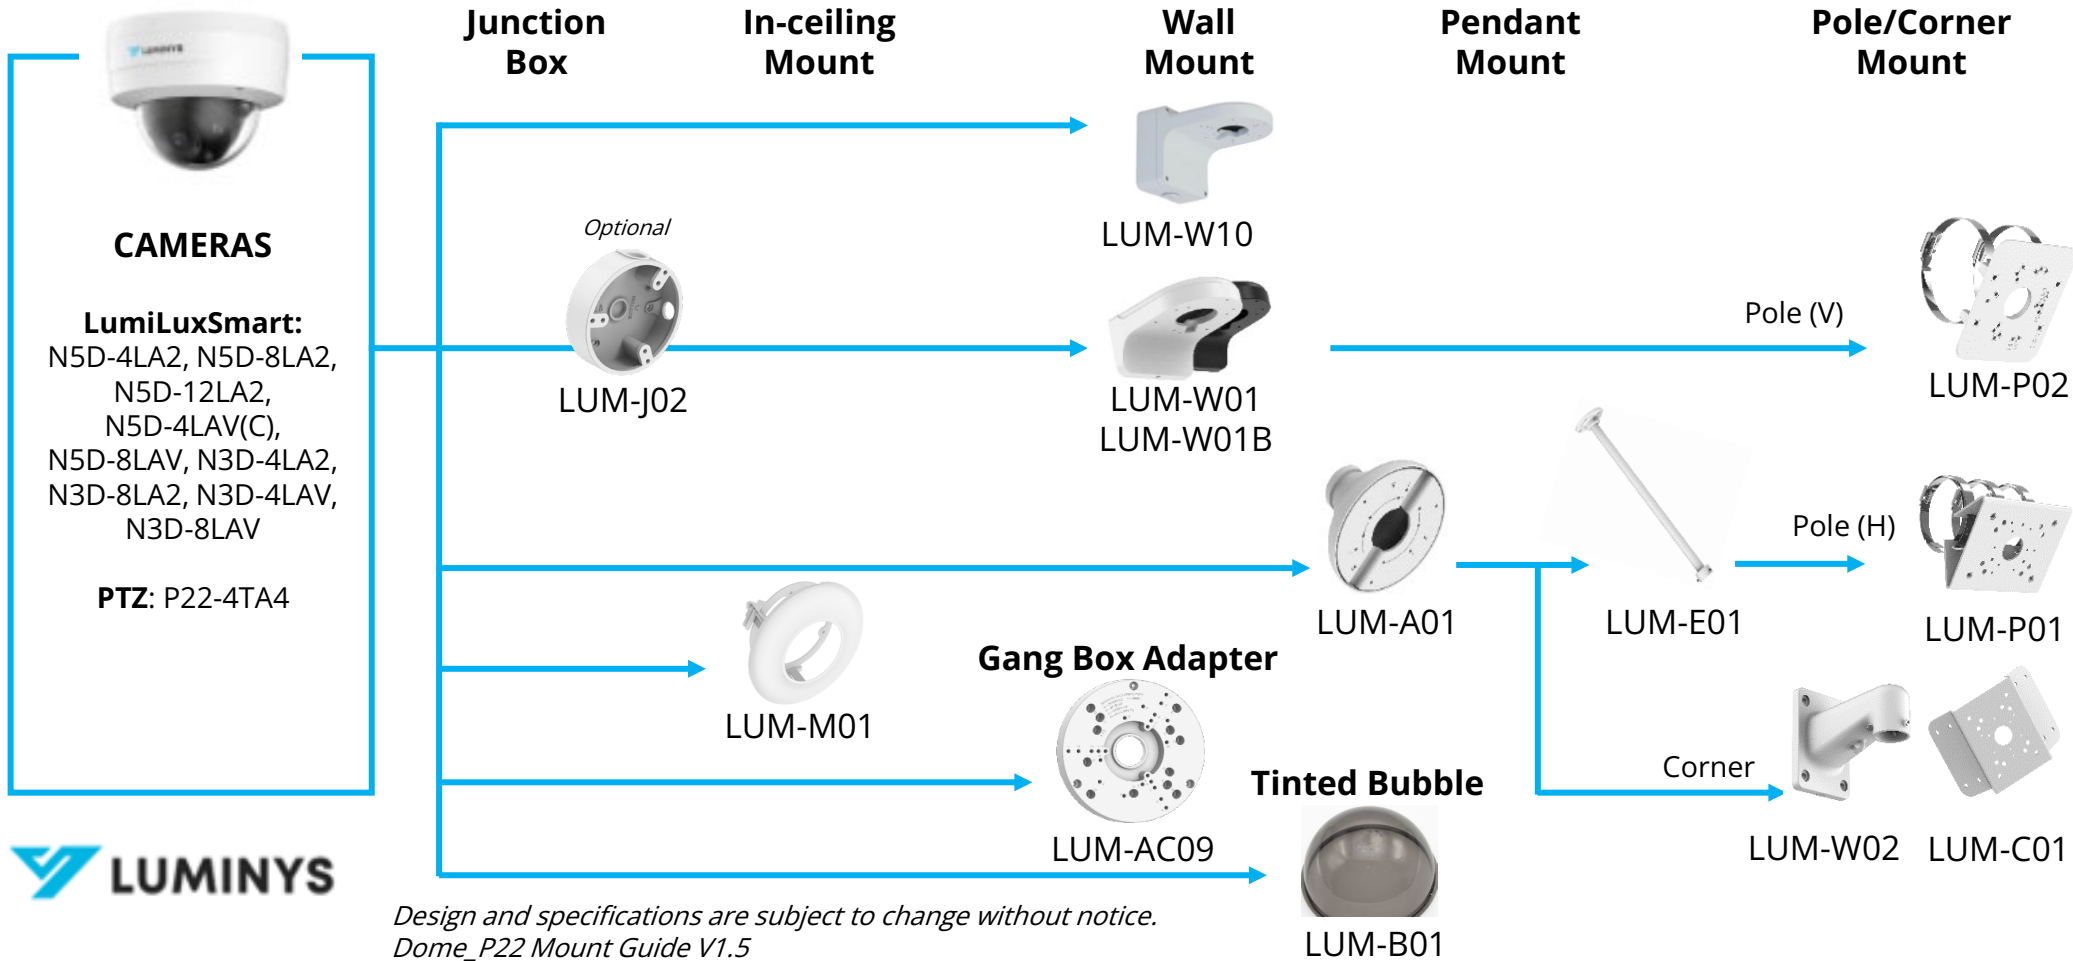 Junction
Box
In-ceiling
Mount
Wall
Mount
Pendant
Mount
Pole/Corner
Mount
LUMINYS
CAMERAS
LumiLuxSmart:
N5D-4LA2, N5D-8LA2,
N5D-12LA2,
N5D-4LAV(C),
N5D-8LAV, N3D-4LA2,
N3D-8LA2, N3D-4LAV,
N3D-8LAV
PTZ: P22-4TA4
LUM-W10
Optional
LUM-J02
LUM-W01
LUM-W01B
Pole (V)
LUM-P02
LUM-A01
LUM-E01
Pole (H)
LUM-P01
LUM-M01
Gang Box Adapter
LUM-AC09
Corner
LUM-W02
LUM-C01
Tinted Bubble
LUM-B01
LUMINYS
Design and specifications are subject to change without notice.
Dome_P22 Mount Guide V1.5